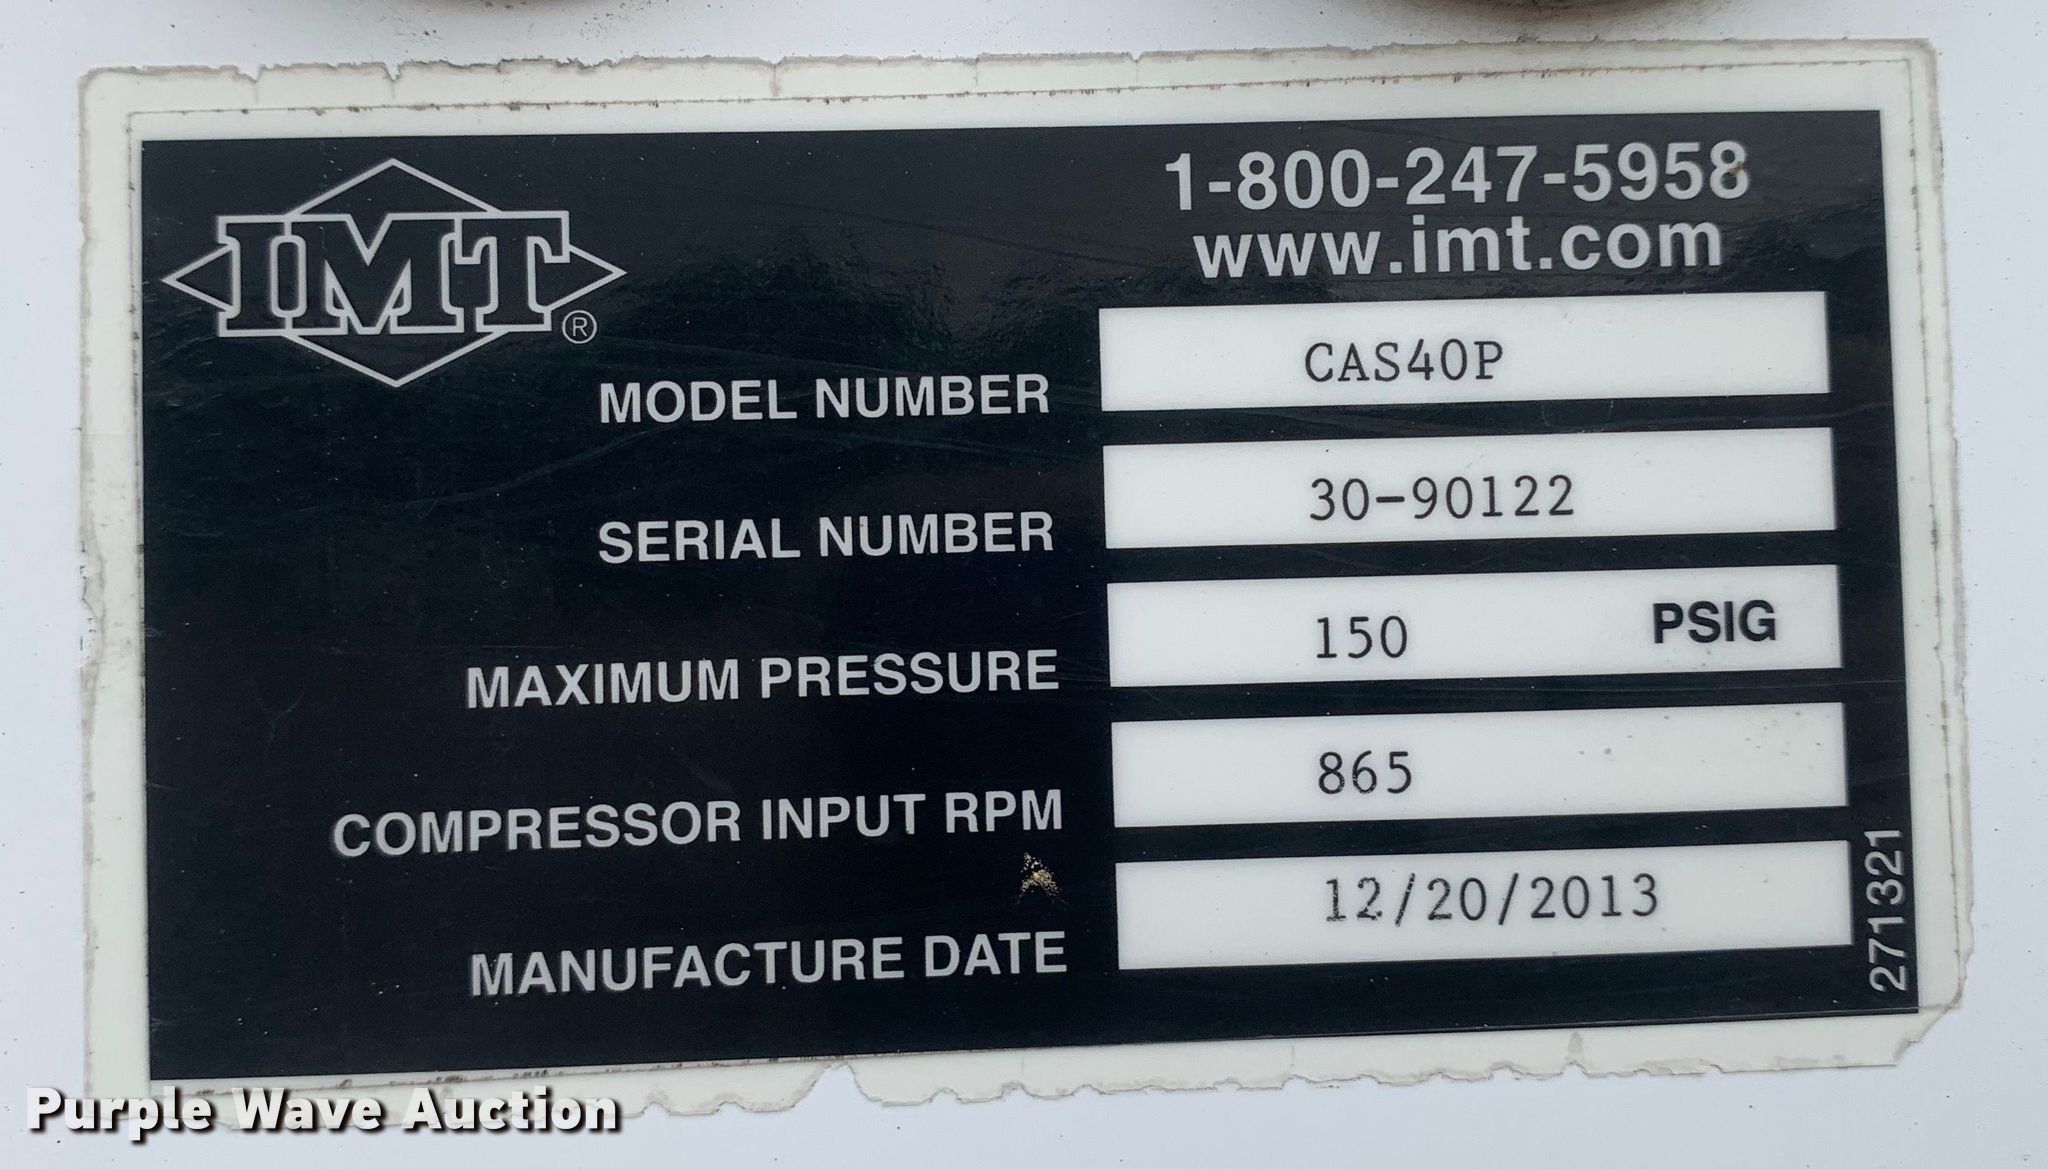 IMT®
1-800-247-5958
www.imt.com
MODEL NUMBER CAS40P
SERIAL NUMBER 30-90122
MAXIMUM PRESSURE 150 PSIG
COMPRESSOR INPUT RPM 865
MANUFACTURE DATE 12/20/2013
271321
Purple Wave Auction